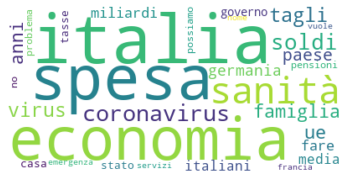 miliardi governo tagli
problema tasse anni italia possiamo soldi
no spesa germania paese vuole pensioni
virus coronavirus sanità
economia famiglia
ue fare
casa stato italiani media
emergenza servizi francia